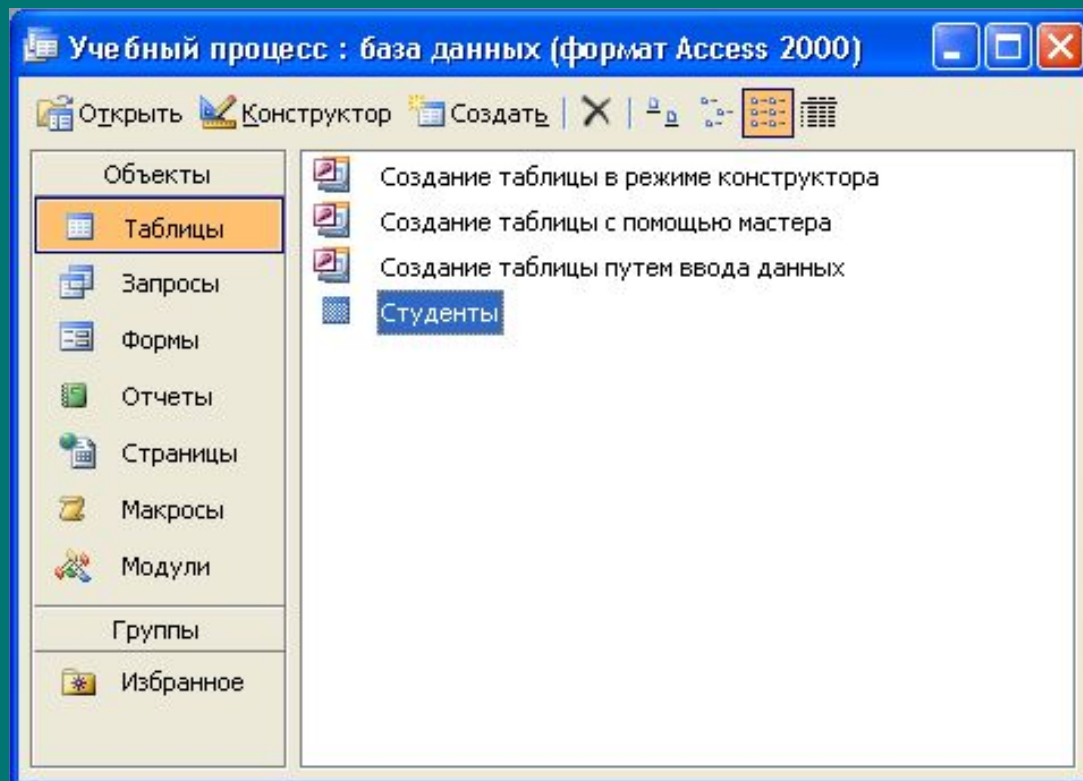 Учебный процесс : база данных (формат Access 2000)
Открыть Конструктор Создать
Объекты
Таблицы
Запросы
Формы
Отчеты
Страницы
Макросы
Модули
Группы
Избранное
Создание таблицы в режиме конструктора
Создание таблицы с помощью мастера
Создание таблицы путем ввода данных
Студенты